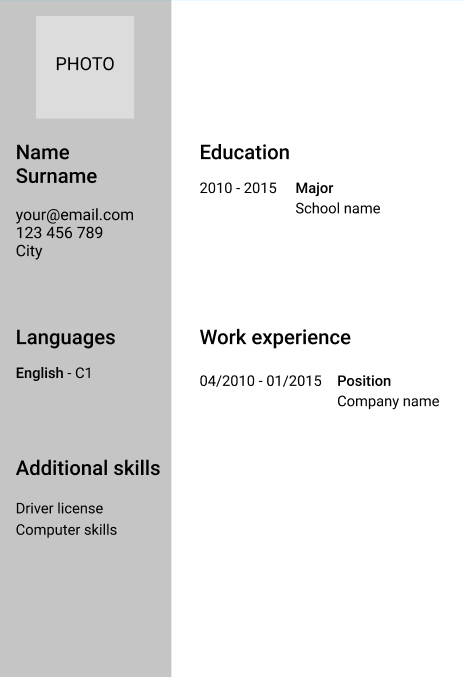 PHOTO
Name
Surname
your@email.com
123 456 789
City
Languages
English - C1
Additional skills
Driver license
Computer skills
Education
2010 - 2015 Major
School name
Work experience
04/2010 - 01/2015 Position
Company name